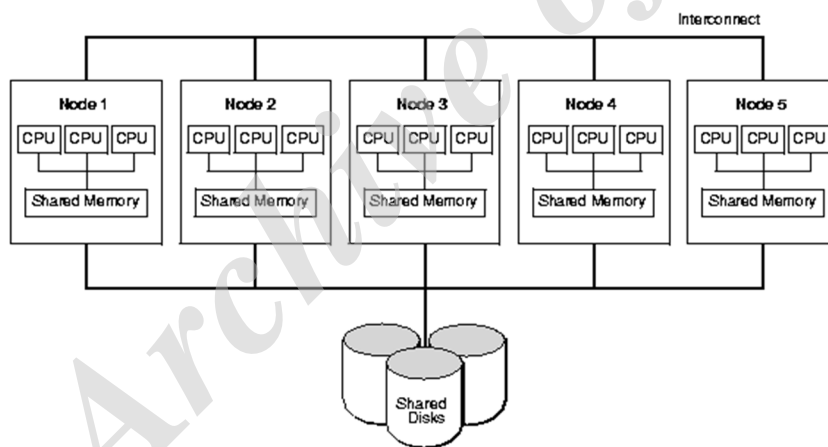 Interconnect
Node 1
Node 2
Node 3
Node 4
Node 5
CPU CPU CPU
CPU CPU CPU
CPU CPU CPU
CPU CPU CPU
CPU CPU CPU
Shared Memory
Shared Memory
Shared Memory
Shared Memory
Shared Memory
Shared
Disks
Archive of